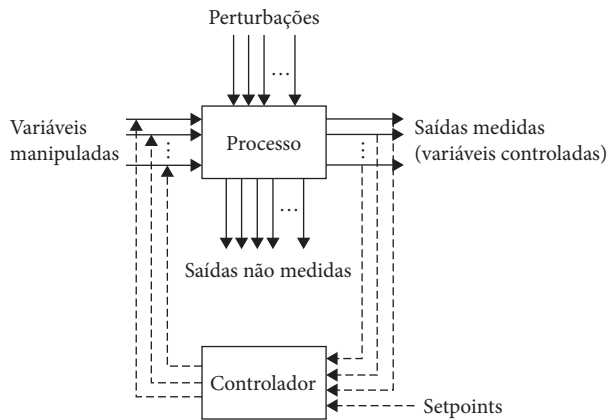 Perturbações
...
Variáveis
manipuladas
...
Processo
...
Saídas medidas
(variáveis controladas)
...
Saídas não medidas
Controlador
Setpoints